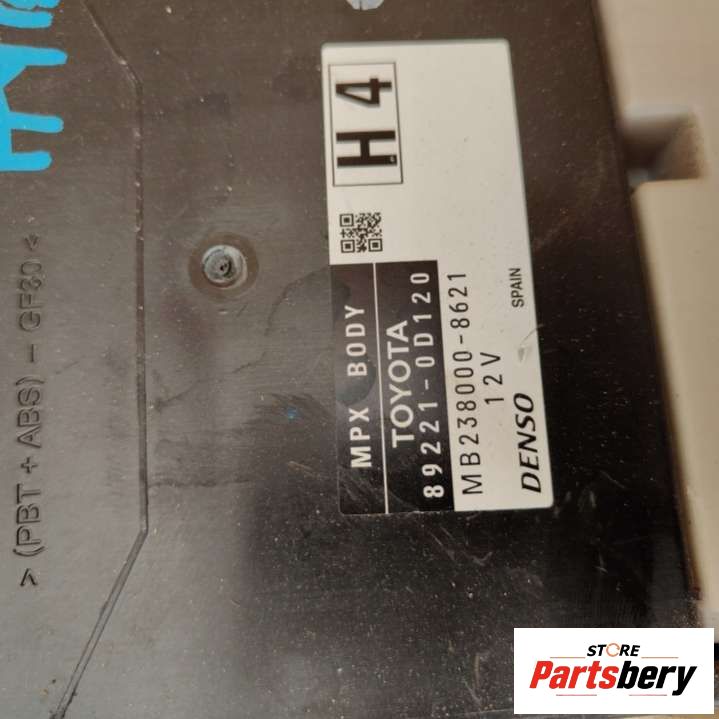 H 4
MPX BODY
TOYOTA
89221-0D120
MB238000-8621
12V
DENSO
SPAIN
> (PBT + ABS) - GF30 <
STORE
Partsbery